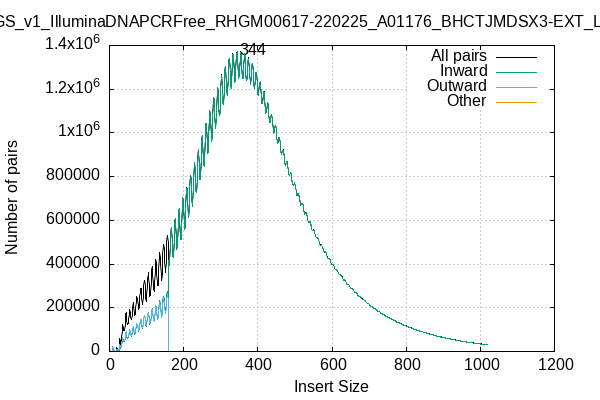 GS_v1_IlluminaDNAPCRFree_RHGM00617-220225_A01176_BHCTJMDSX3-EXT_L
344
All pairs
Inward
Outward
Other
Number of pairs
1.4x10⁶
1.2x10⁶
1x10⁶
800000
600000
400000
200000
0
0 200 400 600 800 1000 1200
Insert Size